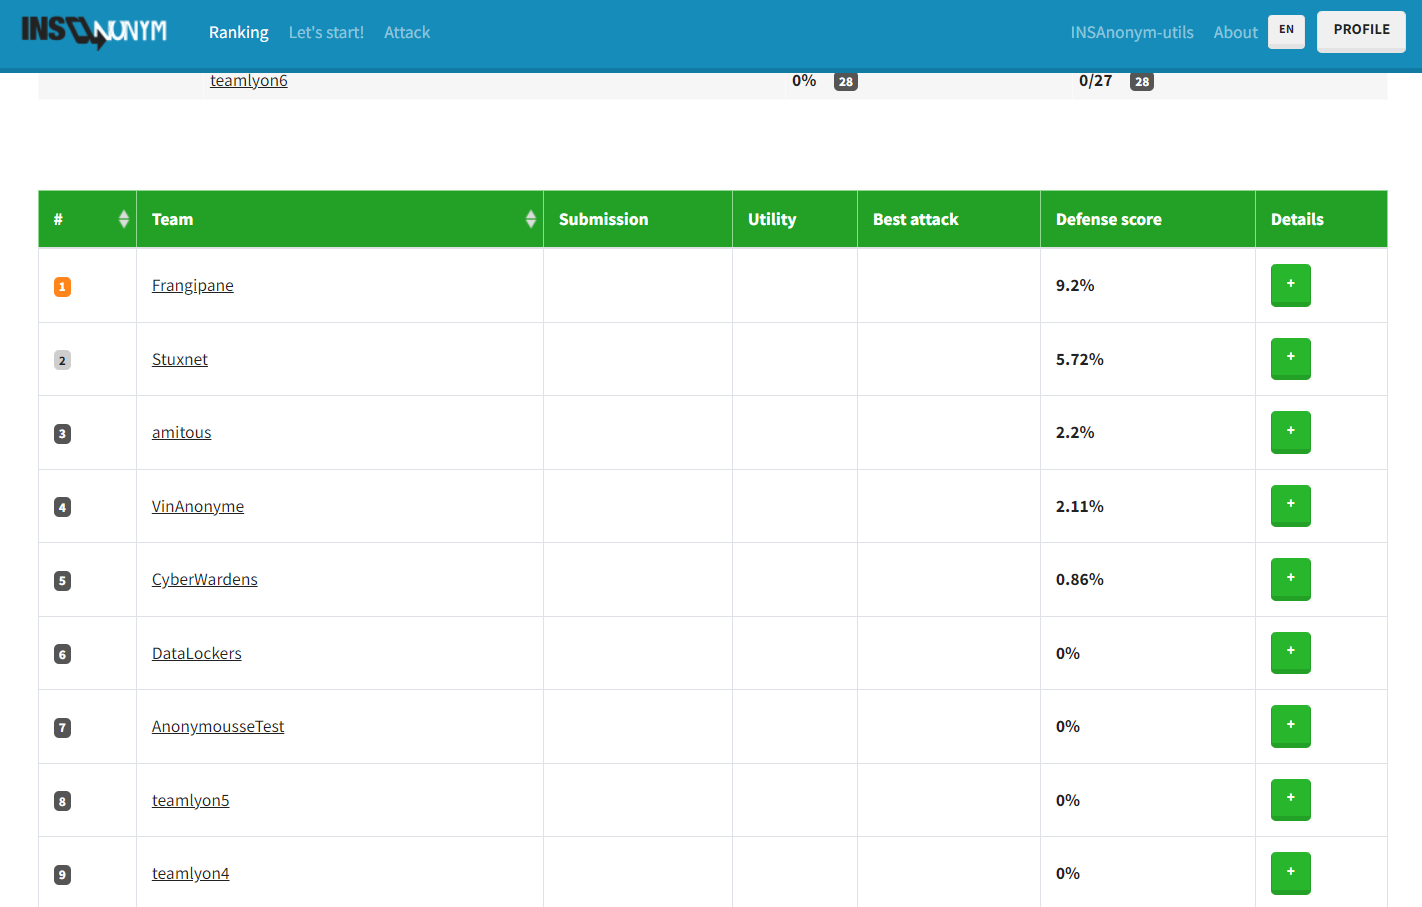 INSANONYM Ranking Let's start! Attack INSAnonym-utils About EN PROFILE
teamlyon6 0% 28 0/27 28
# Team Submission Utility Best attack Defense score Details
1 Frangipane 9.2% +
2 Stuxnet 5.72% +
3 amitous 2.2% +
4 VinAnonyme 2.11% +
5 CyberWardens 0.86% +
6 DataLockers 0% +
7 AnonymousseTest 0% +
8 teamlyon5 0% +
9 teamlyon4 0% +